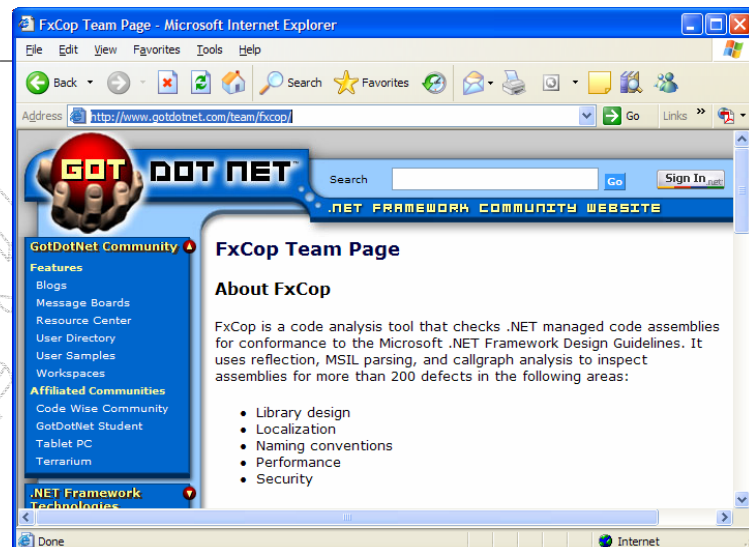 FxCop Team Page - Microsoft Internet Explorer
File Edit View Favorites Tools Help
Back Search Favorites
Address http://www.gotdotnet.com/team/fxcop/ Go Links »
GOT DOT NET™
Search Go Sign In .net
.NET FRAMEWORK COMMUNITY WEBSITE
GotDotNet Community
Features
Blogs
Message Boards
Resource Center
User Directory
User Samples
Workspaces
Affiliated Communities
Code Wise Community
GotDotNet Student
Tablet PC
Terrarium
.NET Framework
Technologies
FxCop Team Page
About FxCop
FxCop is a code analysis tool that checks .NET managed code assemblies
for conformance to the Microsoft .NET Framework Design Guidelines. It
uses reflection, MSIL parsing, and callgraph analysis to inspect
assemblies for more than 200 defects in the following areas:
• Library design
• Localization
• Naming conventions
• Performance
• Security
Done Internet